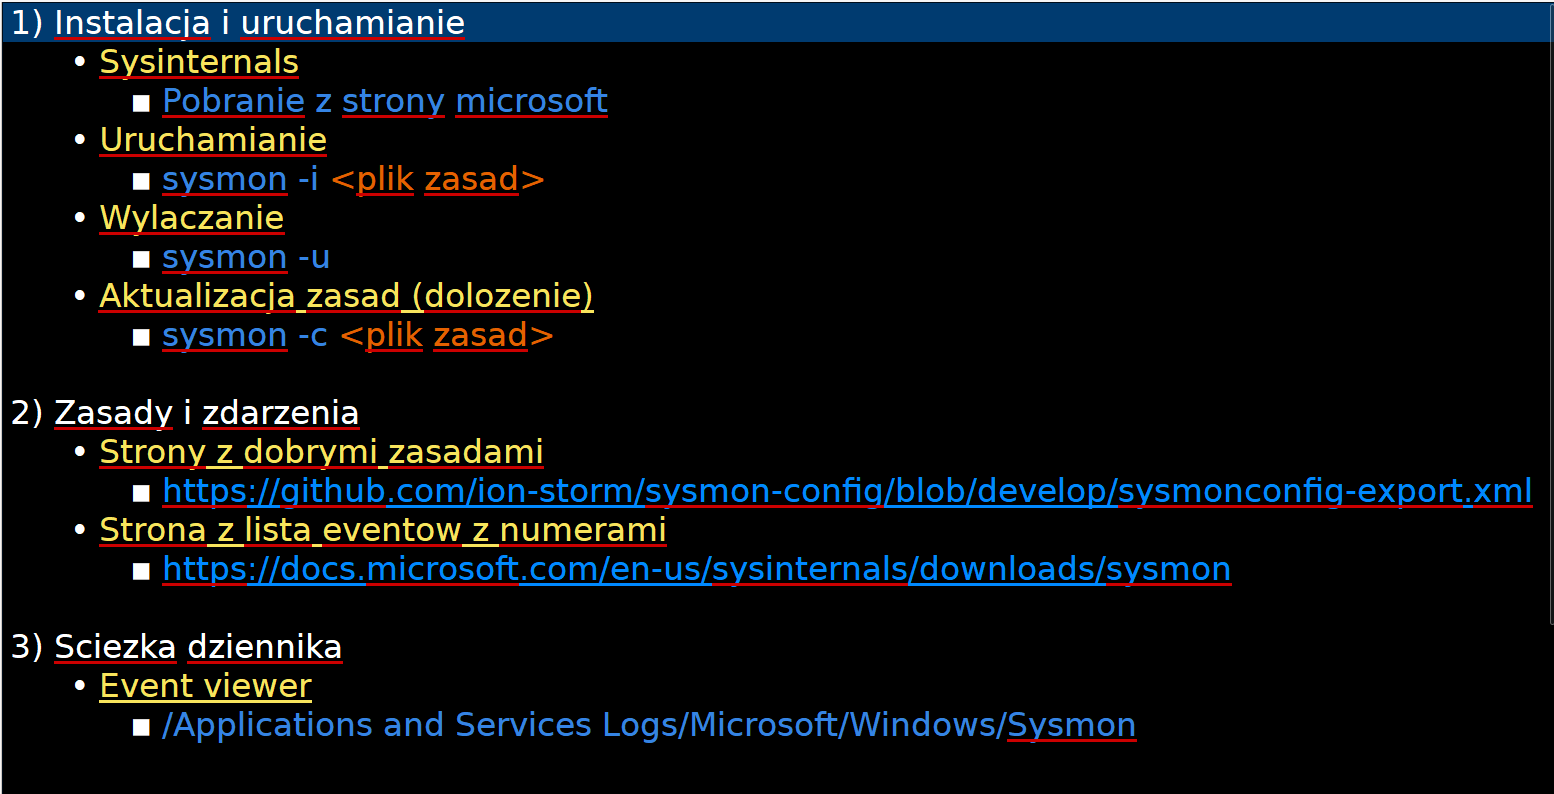 1) Instalacja i uruchamianie
• Sysinternals
■ Pobranie z strony microsoft
• Uruchamianie
■ sysmon -i <plik zasad>
• Wylaczanie
■ sysmon -u
• Aktualizacja zasad (dolozenie)
■ sysmon -c <plik zasad>
2) Zasady i zdarzenia
• Strony z dobrymi zasadami
■ https://github.com/ion-storm/sysmon-config/blob/develop/sysmonconfig-export.xml
• Strona z lista eventow z numerami
■ https://docs.microsoft.com/en-us/sysinternals/downloads/sysmon
3) Sciezka dziennika
• Event viewer
■ /Applications and Services Logs/Microsoft/Windows/Sysmon